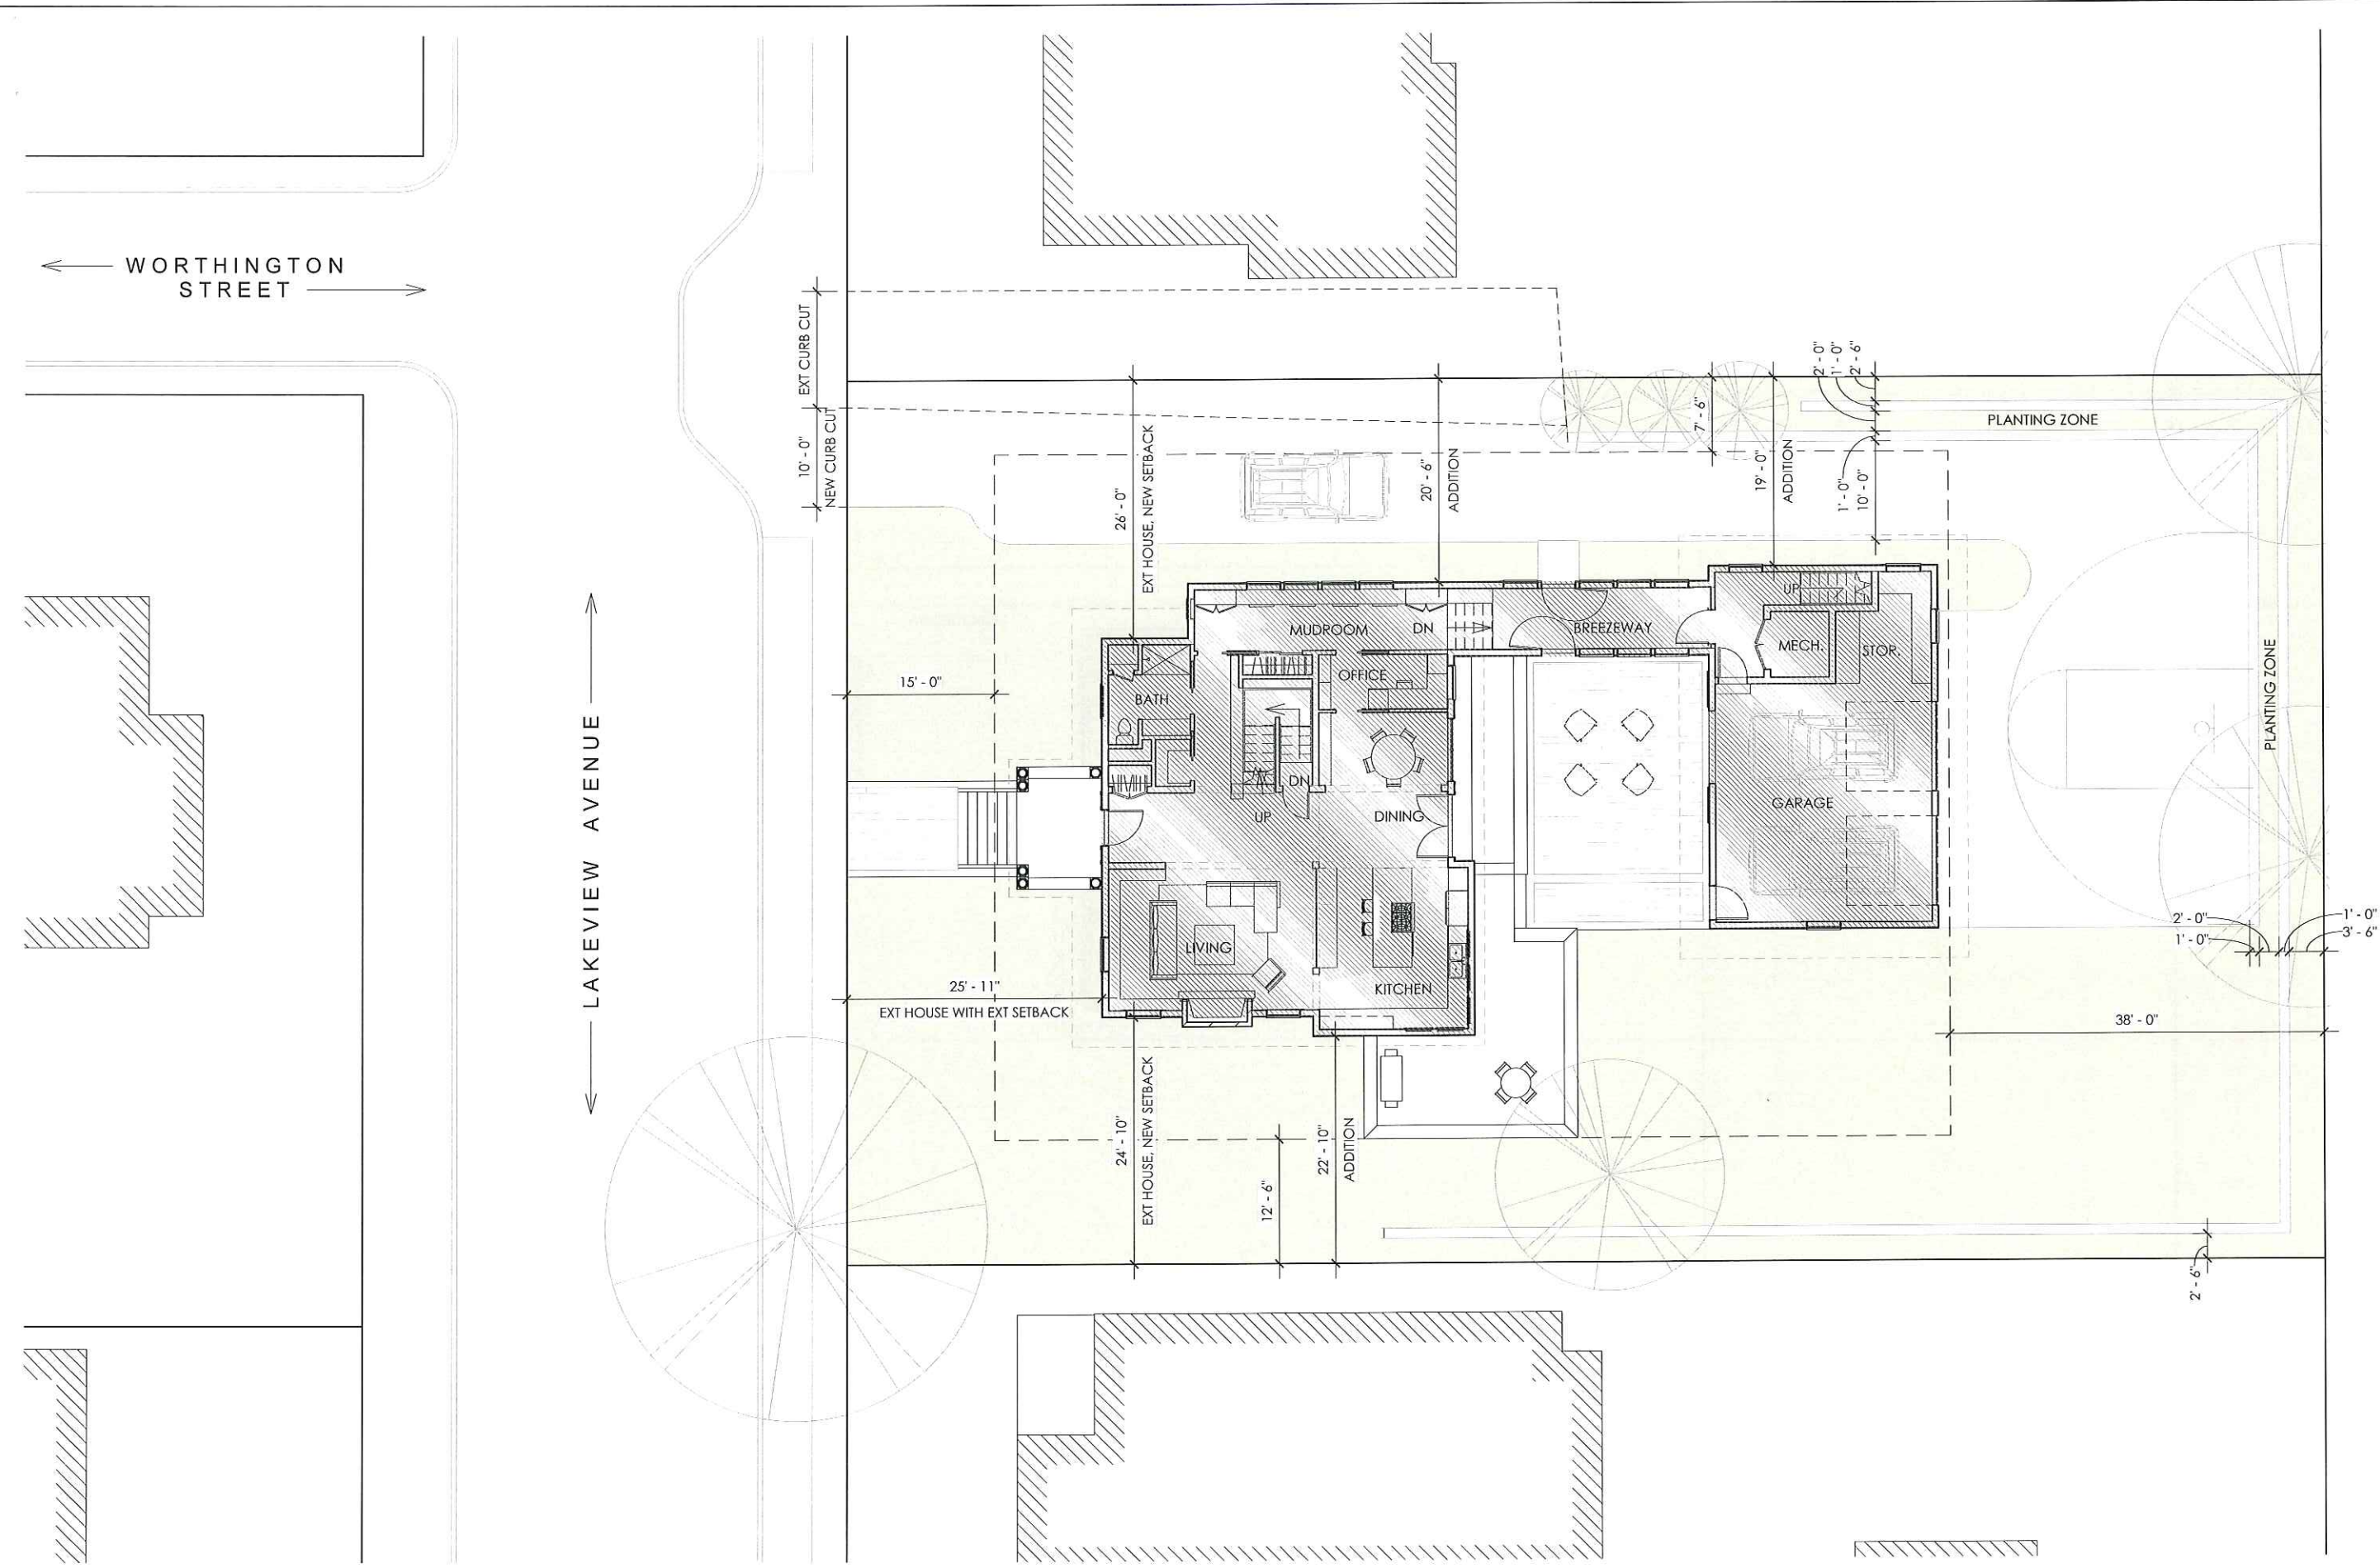 WORTHINGTON
STREET
LAKEVIEW AVENUE
EXT CURB CUT
10' - 0"
NEW CURB CUT
26' - 0"
EXT HOUSE, NEW SETBACK
20' - 6"
ADDITION
7' - 6"
19' - 0"
ADDITION
2' - 0"
1' - 0"
2' - 6"
1' - 0"
10' - 0"
PLANTING ZONE
PLANTING ZONE
15' - 0"
MUDROOM
DN
BREEZEWAY
UP
MECH.
STOR.
OFFICE
BATH
DN
UP
DINING
GARAGE
LIVING
KITCHEN
25' - 11"
EXT HOUSE WITH EXT SETBACK
2' - 0"
1' - 0"
1' - 0"
3' - 6"
38' - 0"
24' - 10"
EXT HOUSE, NEW SETBACK
12' - 6"
22' - 10"
ADDITION
2' - 6"